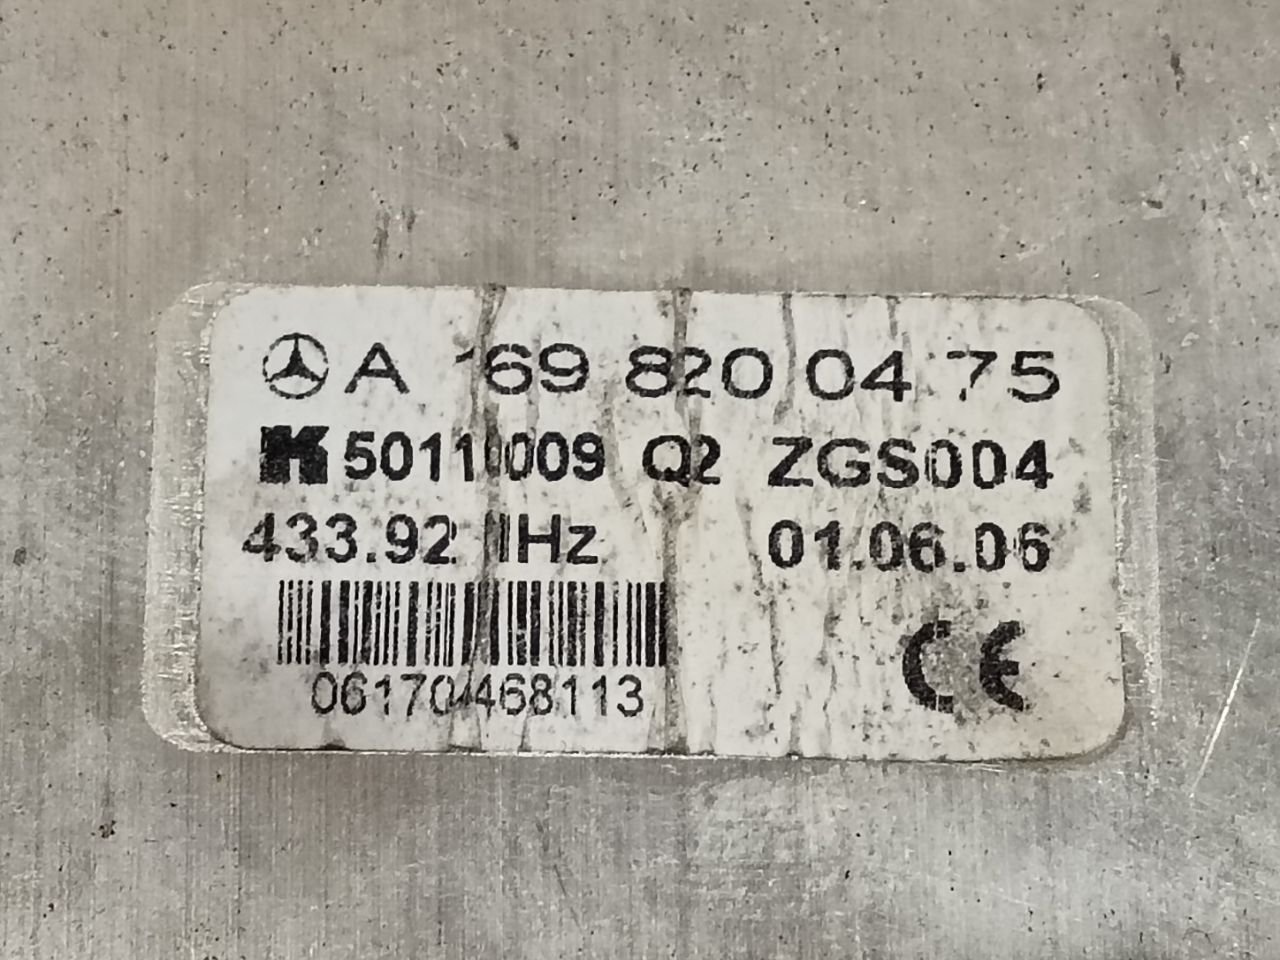 A 169 820 04 75
K 50110009 Q2 ZGS004
433.92 MHz 01.06.06
06170468113
CE